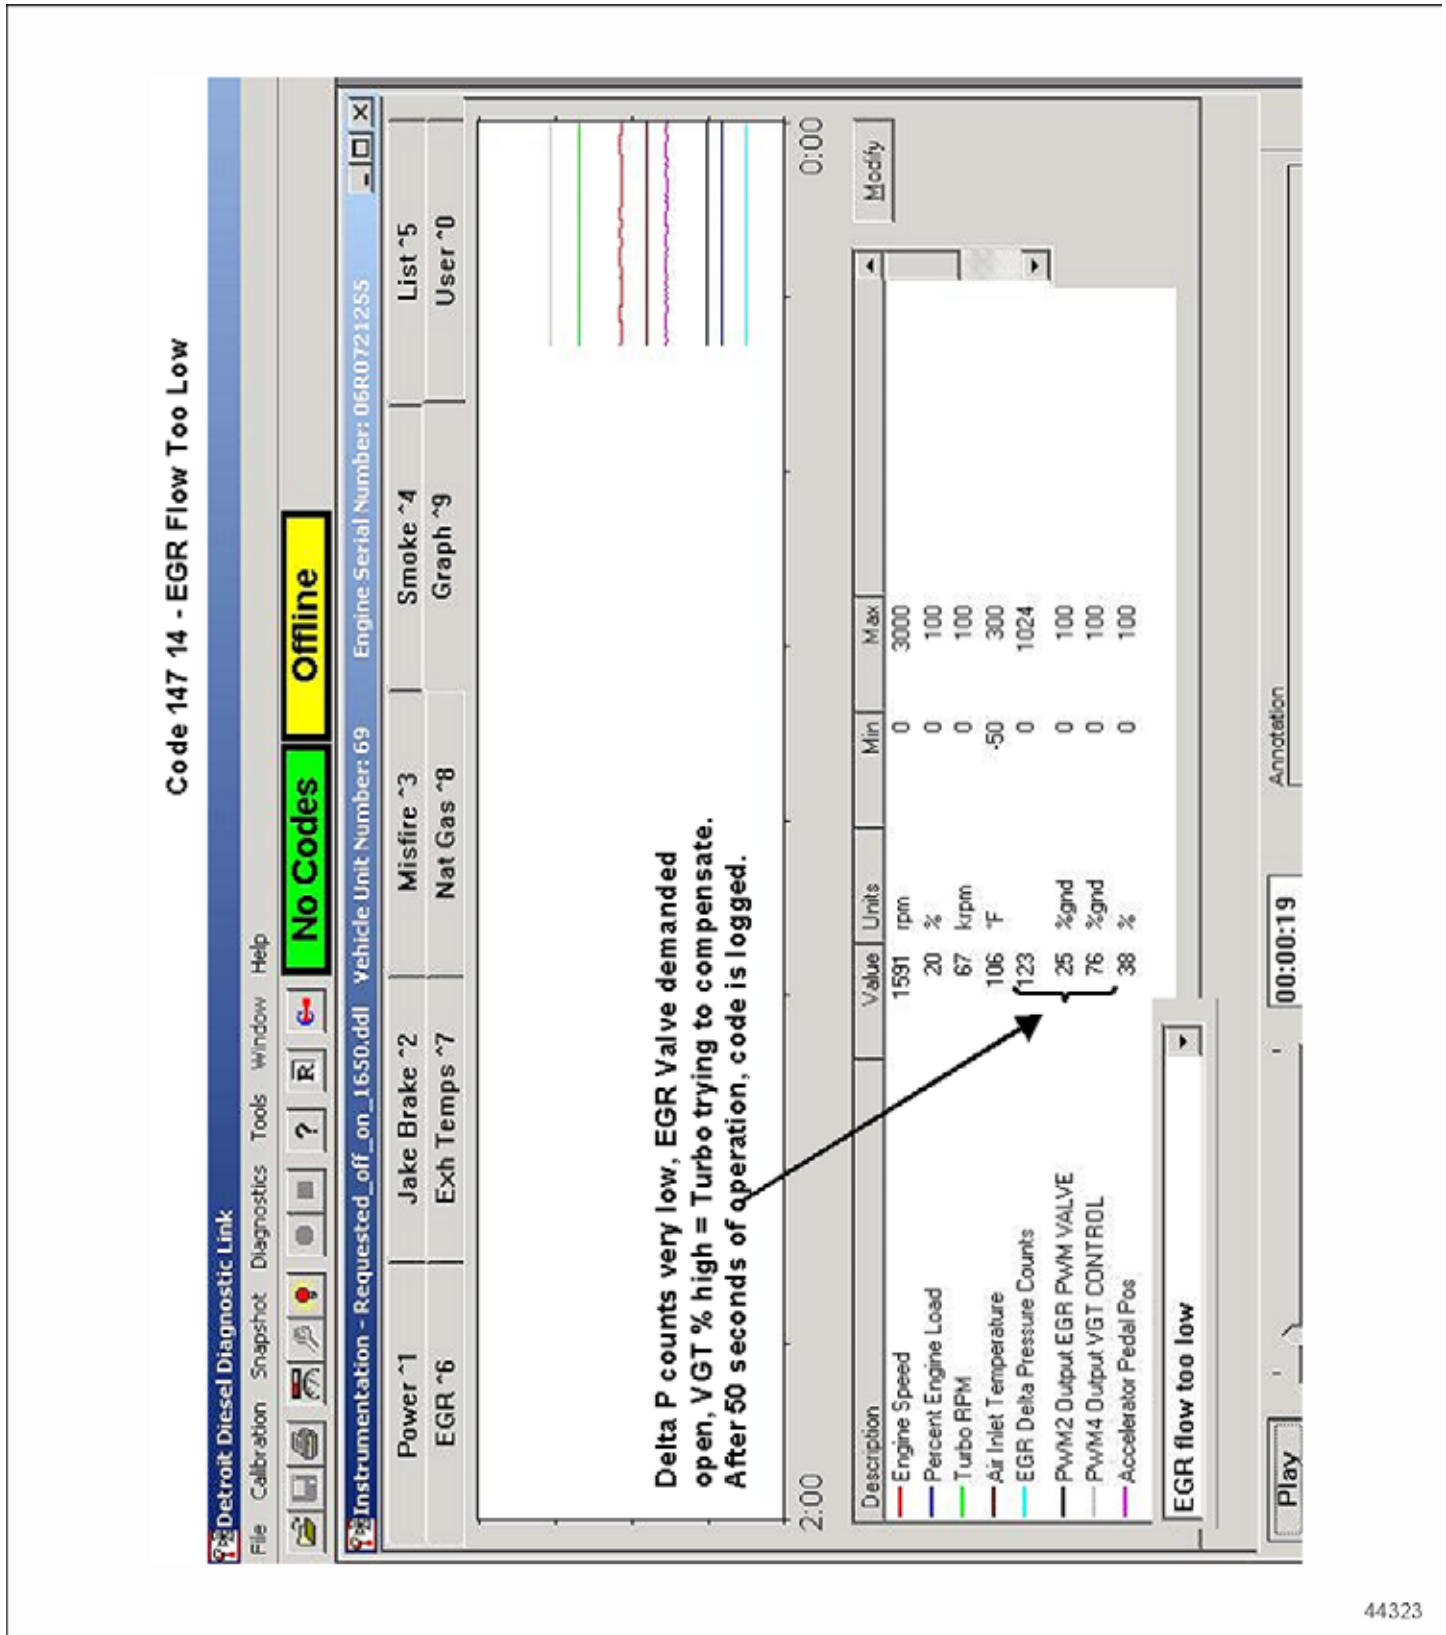 Code 147 14 - EGR Flow Too Low
Detroit Diesel Diagnostic Link
File Calibration Snapshot Diagnostics Tools Window Help
? R No Codes Offline
Instrumentation - Requested_off_on_1650.ddl Vehicle Unit Number: 69 Engine Serial Number: 06R0721255
Power ^1 Jake Brake ^2 Misfire ^3 Smoke ^4 List ^5
EGR ^6 Exh Temps ^7 Nat Gas ^8 Graph ^9 User ^0
Delta P counts very low, EGR Valve demanded
open, VGT % high = Turbo trying to compensate.
After 50 seconds of operation, code is logged.
2:00 0:00
Description Value Units Min Max
Engine Speed 1591 rpm 0 3000
Percent Engine Load 20 % 0 100
Turbo RPM 67 krpm 0 100
Air Inlet Temperature 106 °F -50 300
EGR Delta Pressure Counts 123 0 1024
PWM2 Output EGR PWM VALVE 25 %gnd 0 100
PWM4 Output VGT CONTROL 76 %gnd 0 100
Accelerator Pedal Pos 38 % 0 100
Modify
EGR flow too low
Play 00:00:19 Annotation
44323